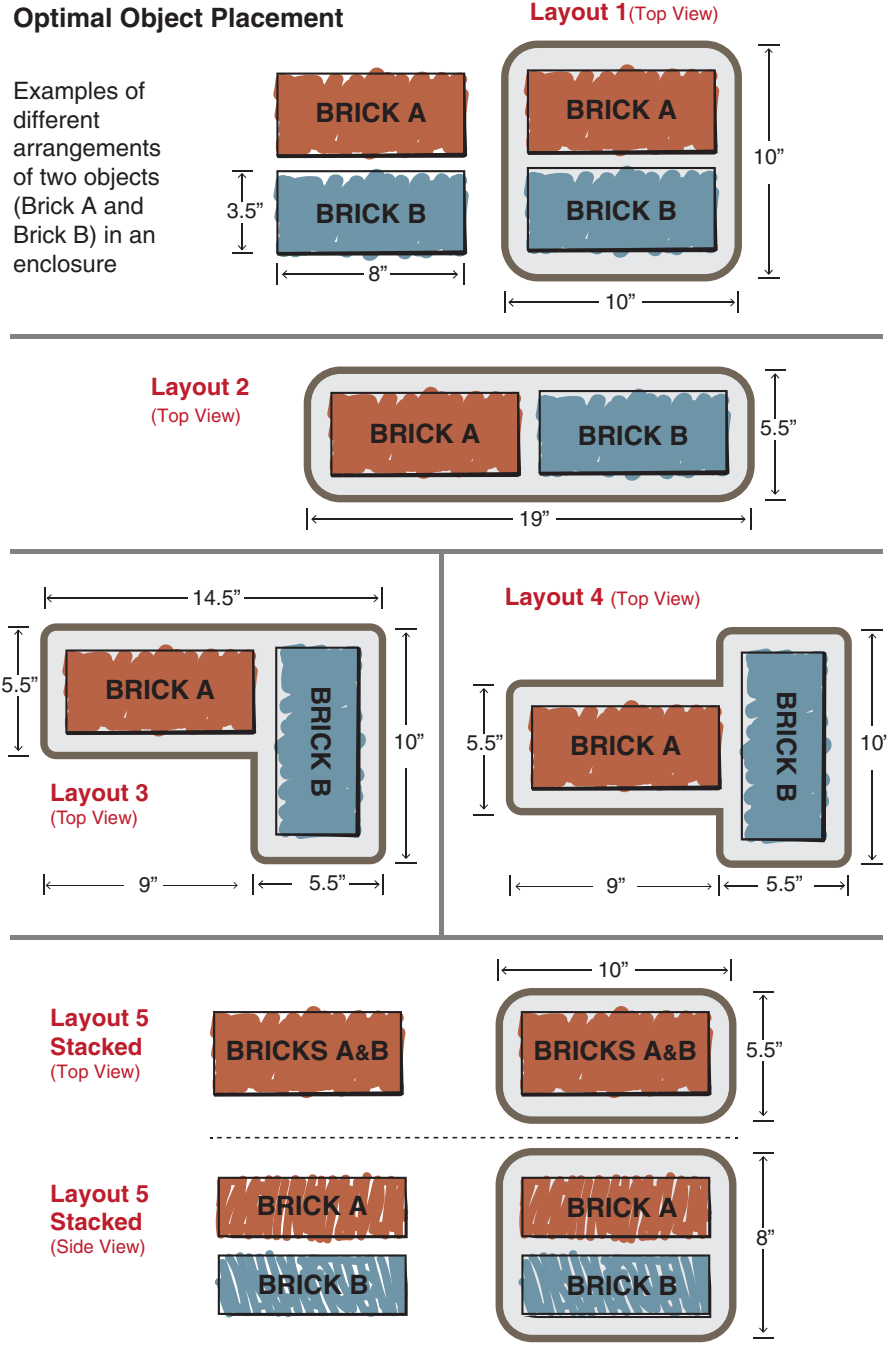 Optimal Object Placement
Layout 1(Top View)
Examples of
different
arrangements
of two objects
(Brick A and
Brick B) in an
enclosure
BRICK A
BRICK B
3.5”
8”
BRICK A
BRICK B
10”
10”
Layout 2
(Top View)
BRICK A
BRICK B
5.5”
19”
14.5”
5.5”
BRICK A
BRICK B
10”
Layout 3
(Top View)
9”
5.5”
Layout 4 (Top View)
5.5”
BRICK A
BRICK B
10’
9”
5.5”
10”
Layout 5
Stacked
(Top View)
BRICKS A&B
BRICKS A&B
5.5”
Layout 5
Stacked
(Side View)
BRICK A
BRICK B
BRICK A
BRICK B
8”